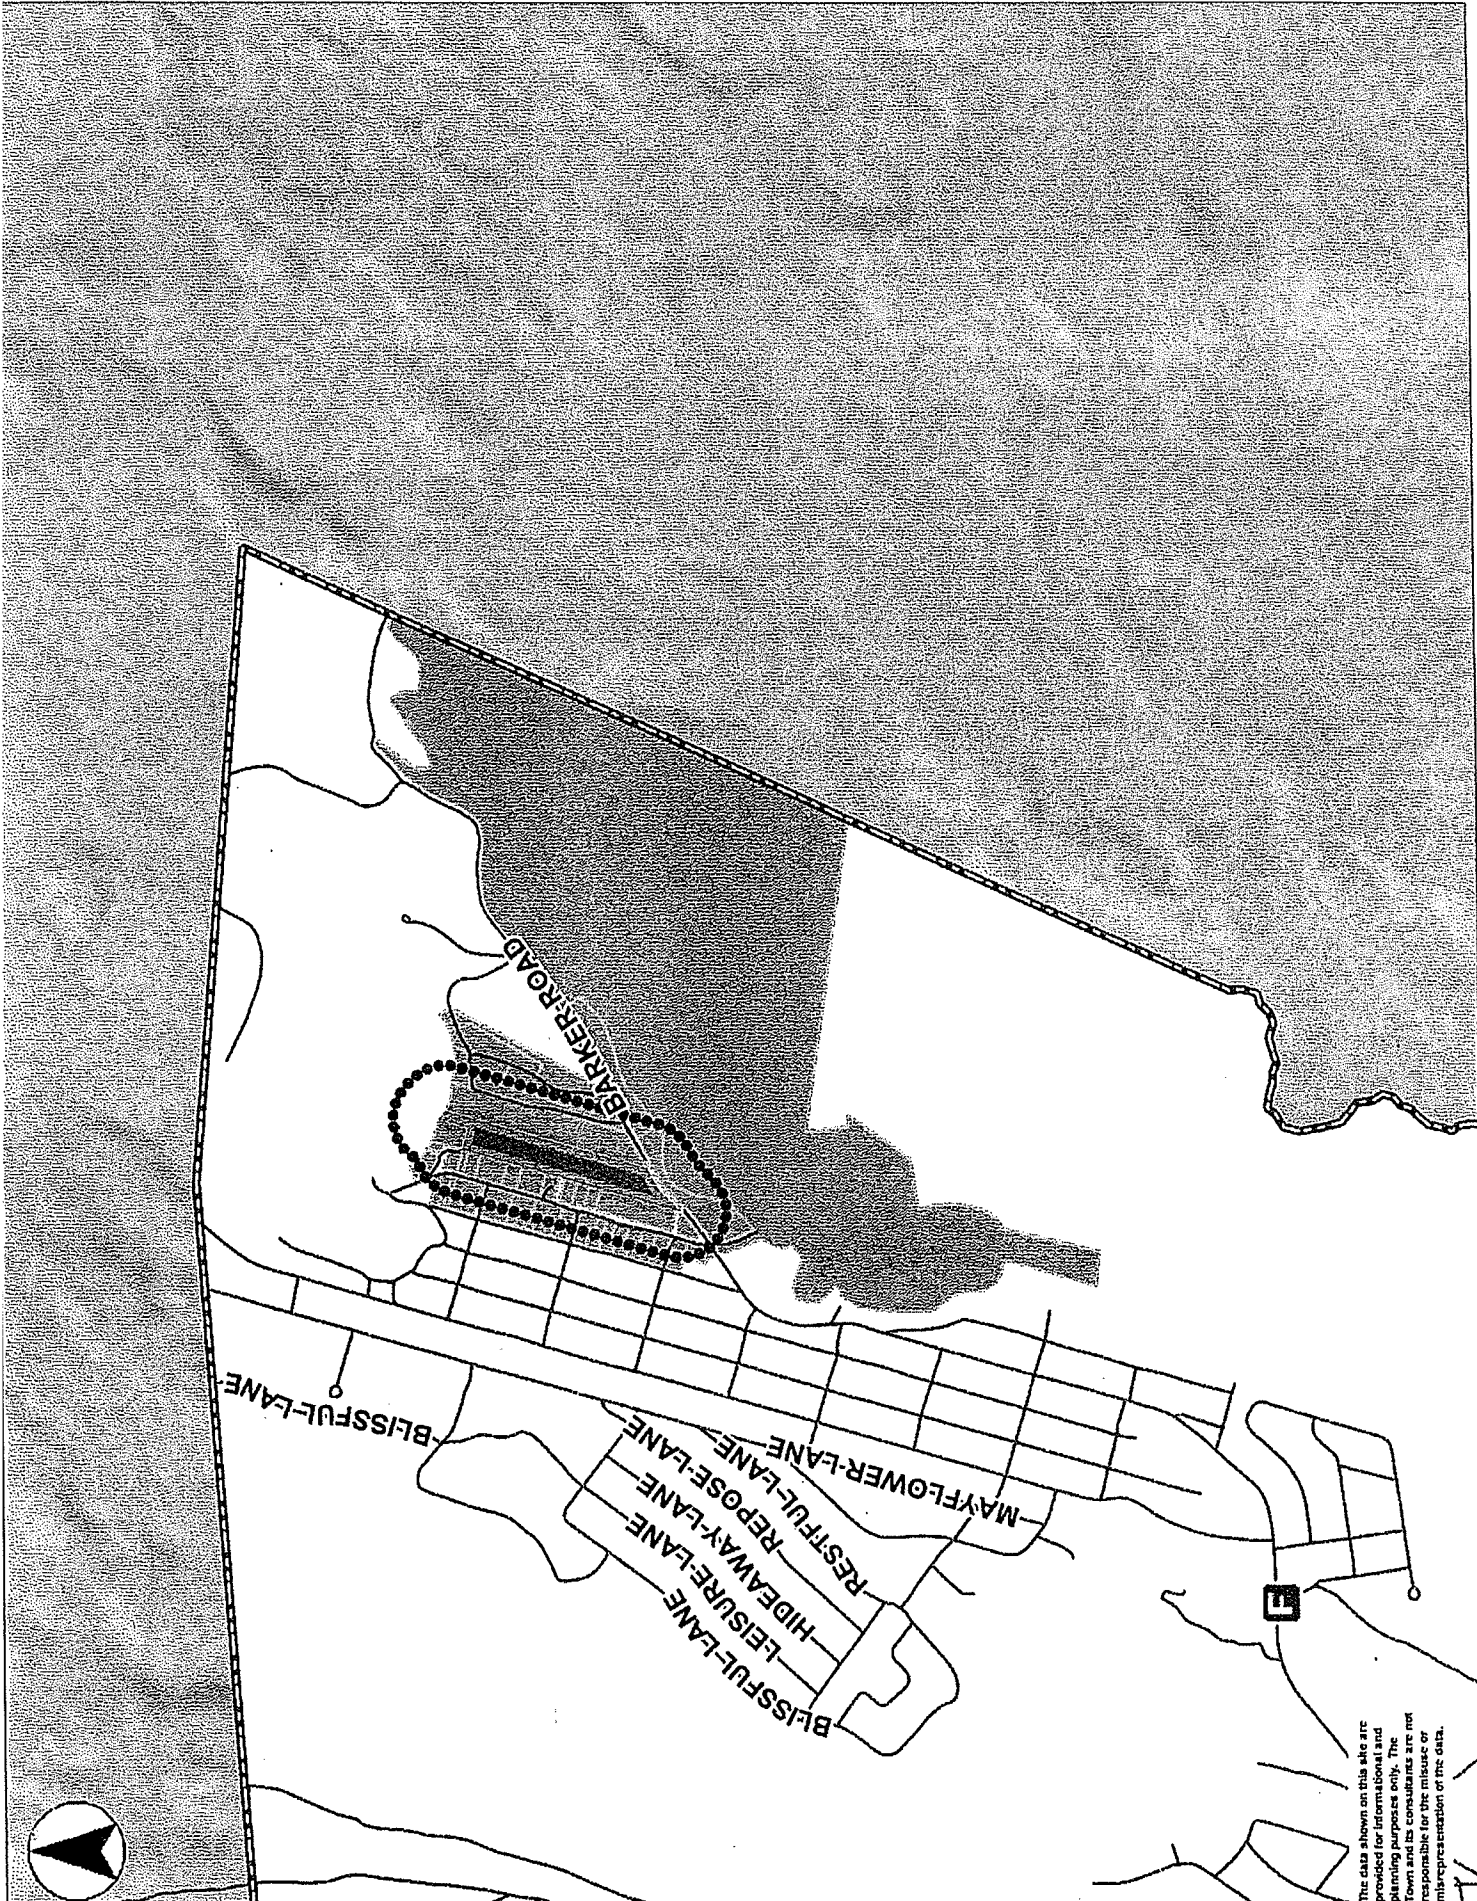 BARKER ROAD
BLISSFUL LANE
REPOSE LANE
RESTFUL LANE
MAYFLOWER LANE
HIDEAWAY LANE
LEISURE LANE
BLISSFUL LANE
F
The data shown on this site are
provided for informational and
planning purposes only. The
Town and its consultants are not
responsible for the misuse or
misrepresentation of the data.